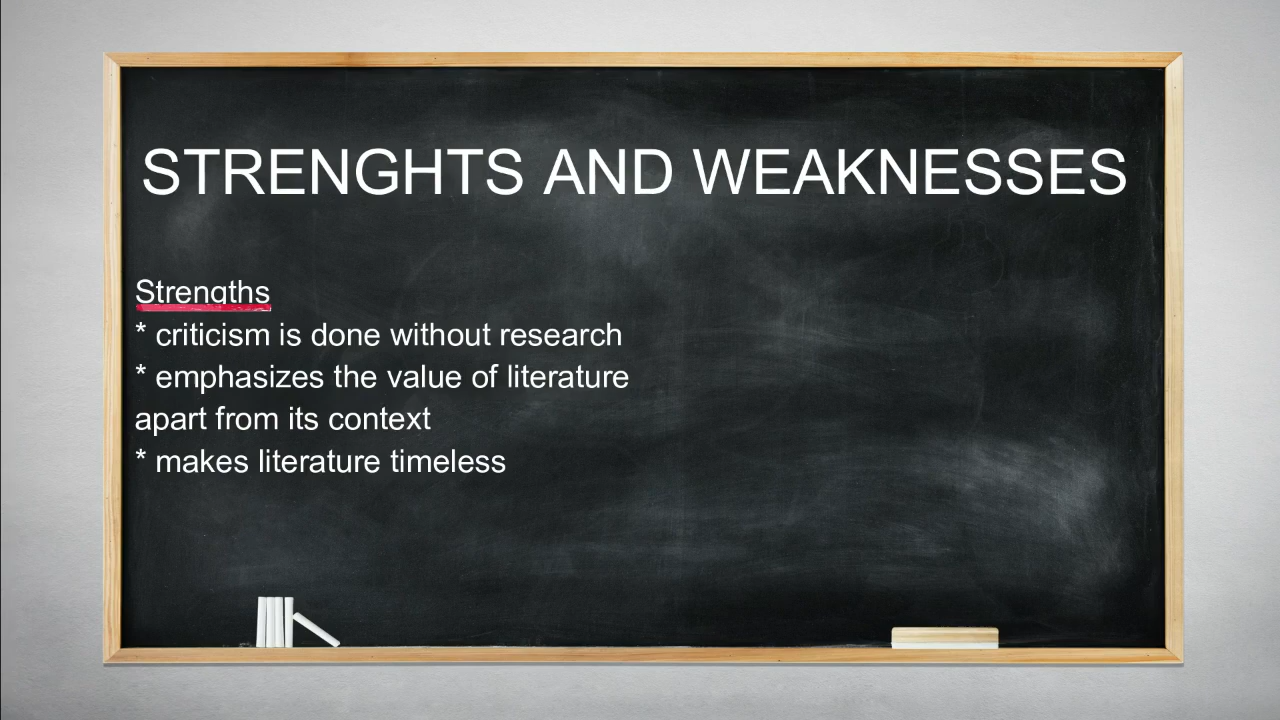 STRENGHTS AND WEAKNESSES
Strengths
* criticism is done without research
* emphasizes the value of literature
apart from its context
* makes literature timeless